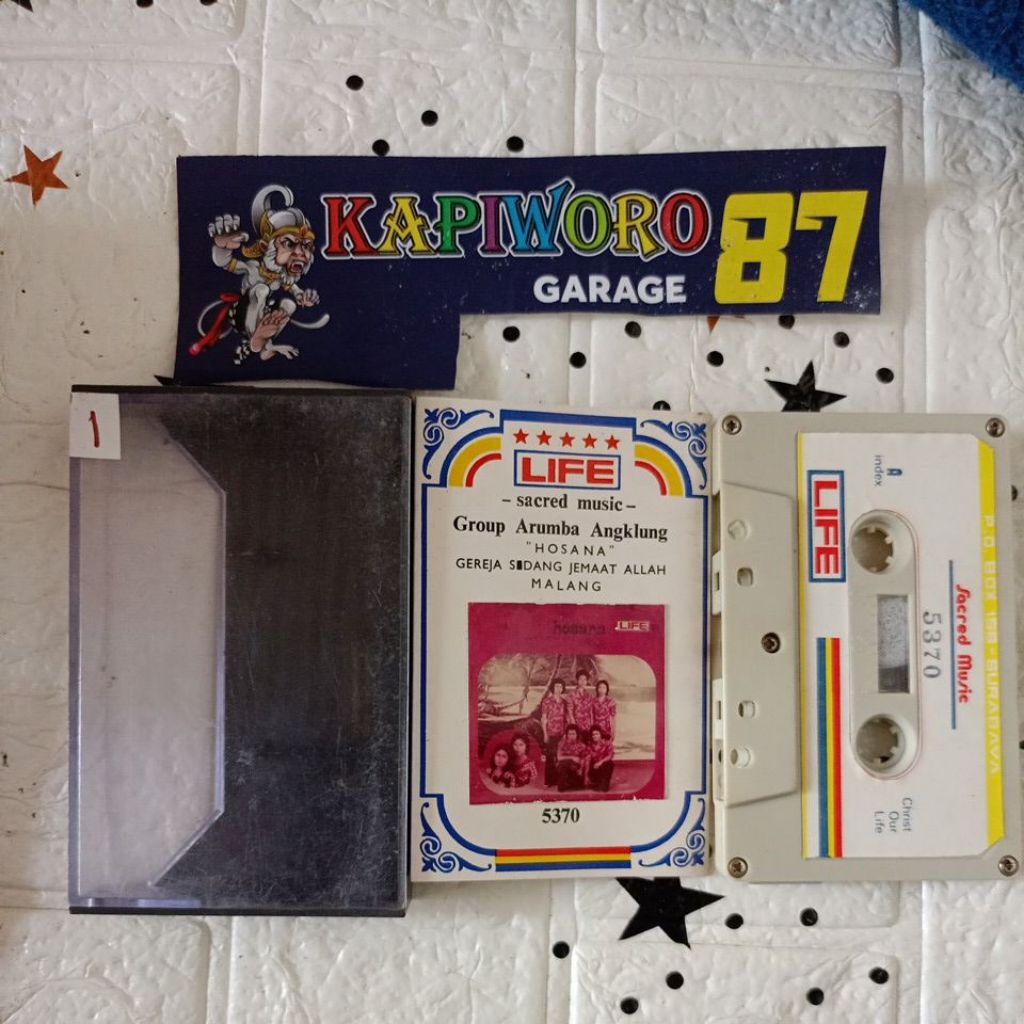 KAPIWORO 87
GARAGE
1
LIFE
- sacred music -
Group Arumba Angklung
"HOSANA"
GEREJA SIDANG JEMAAT ALLAH
MALANG
hosana LIFE
5370
A
index
LIFE
P.O BOX 156 - SURABAYA
Sacred Music
5370
Christ
Our
Life